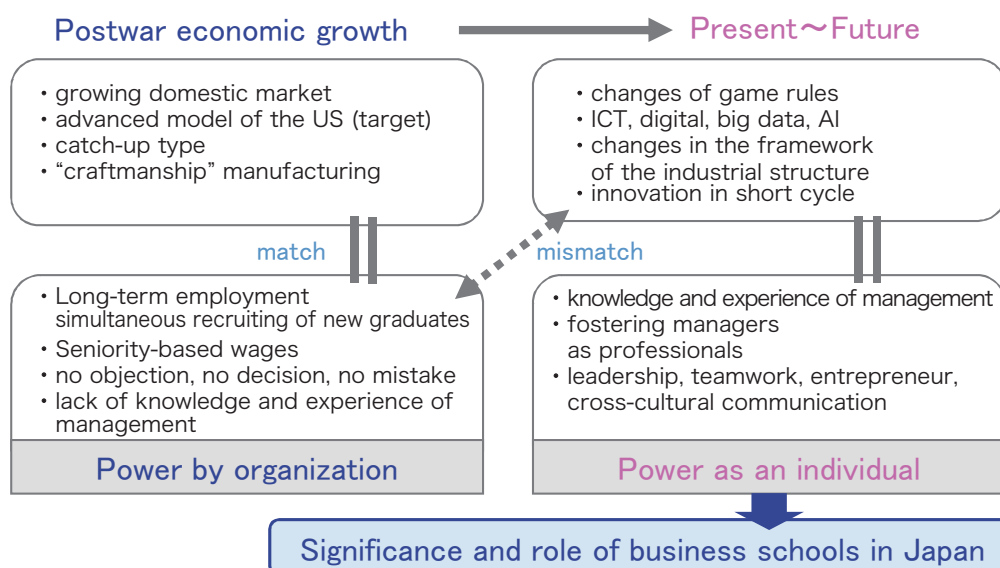 Postwar economic growth
Present～Future
・growing domestic market
・advanced model of the US (target)
・catch-up type
・“craftmanship” manufacturing
・changes of game rules
・ICT, digital, big data, AI
・changes in the framework
of the industrial structure
・innovation in short cycle
match
mismatch
・Long-term employment
simultaneous recruiting of new graduates
・Seniority-based wages
・no objection, no decision, no mistake
・lack of knowledge and experience of
management
Power by organization
・knowledge and experience of management
・fostering managers
as professionals
・leadership, teamwork, entrepreneur,
cross-cultural communication
Power as an individual
Significance and role of business schools in Japan